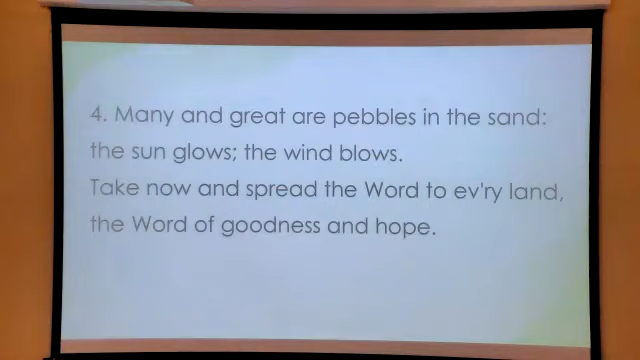 4. Many and great are pebbles in the sand:
the sun glows; the wind blows.
Take now and spread the Word to ev'ry land,
the Word of goodness and hope.